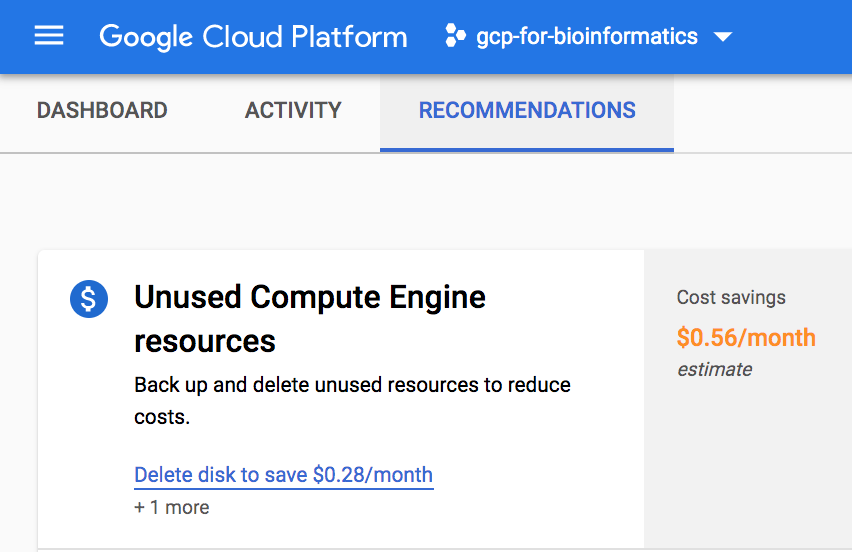 Google Cloud Platform gcp-for-bioinformatics
DASHBOARD ACTIVITY RECOMMENDATIONS
$
Unused Compute Engine
resources
Back up and delete unused resources to reduce
costs.
Delete disk to save $0.28/month
+ 1 more
Cost savings
$0.56/month
estimate